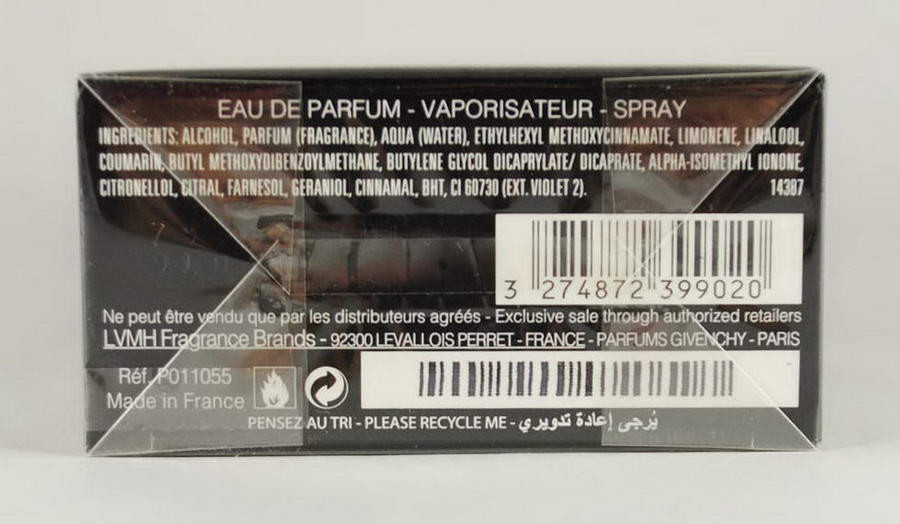 EAU DE PARFUM - VAPORISATEUR - SPRAY
INGREDIENTS: ALCOHOL, PARFUM (FRAGRANCE), AQUA (WATER), ETHYLHEXYL METHOXYCINNAMATE, LIMONENE, LINALOOL,
COUMARIN, BUTYL METHOXYDIBENZOYLMETHANE, BUTYLENE GLYCOL DICAPRYLATE/ DICAPRATE, ALPHA-ISOMETHYL IONONE,
CITRONELLOL, CITRAL, FARNESOL, GERANIOL, CINNAMAL, BHT, CI 60730 (EXT. VIOLET 2). 14387
3 274872 399020
Ne peut être vendu que par les distributeurs agréés - Exclusive sale through authorized retailers
LVMH Fragrance Brands - 92300 LEVALLOIS PERRET - FRANCE - PARFUMS GIVENCHY - PARIS
Réf. P011055
Made in France
PENSEZ AU TRI - PLEASE RECYCLE ME - يُرجى إعادة تدويري